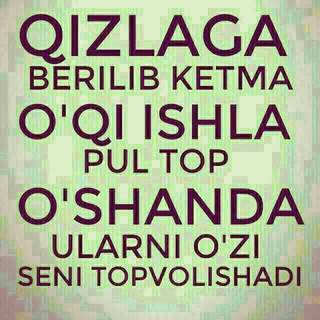 QIZLAGA
BERILIB KETMA
O'QI ISHLA
PUL TOP
O'SHANDA
ULARNI O'ZI
SENI TOPVOLISHADI